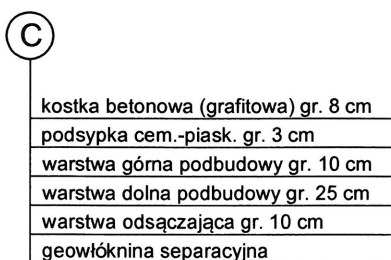 C
kostka betonowa (grafitowa) gr. 8 cm
podsypka cem.-piask. gr. 3 cm
warstwa górna podbudowy gr. 10 cm
warstwa dolna podbudowy gr. 25 cm
warstwa odsączająca gr. 10 cm
geowłóknina separacyjna